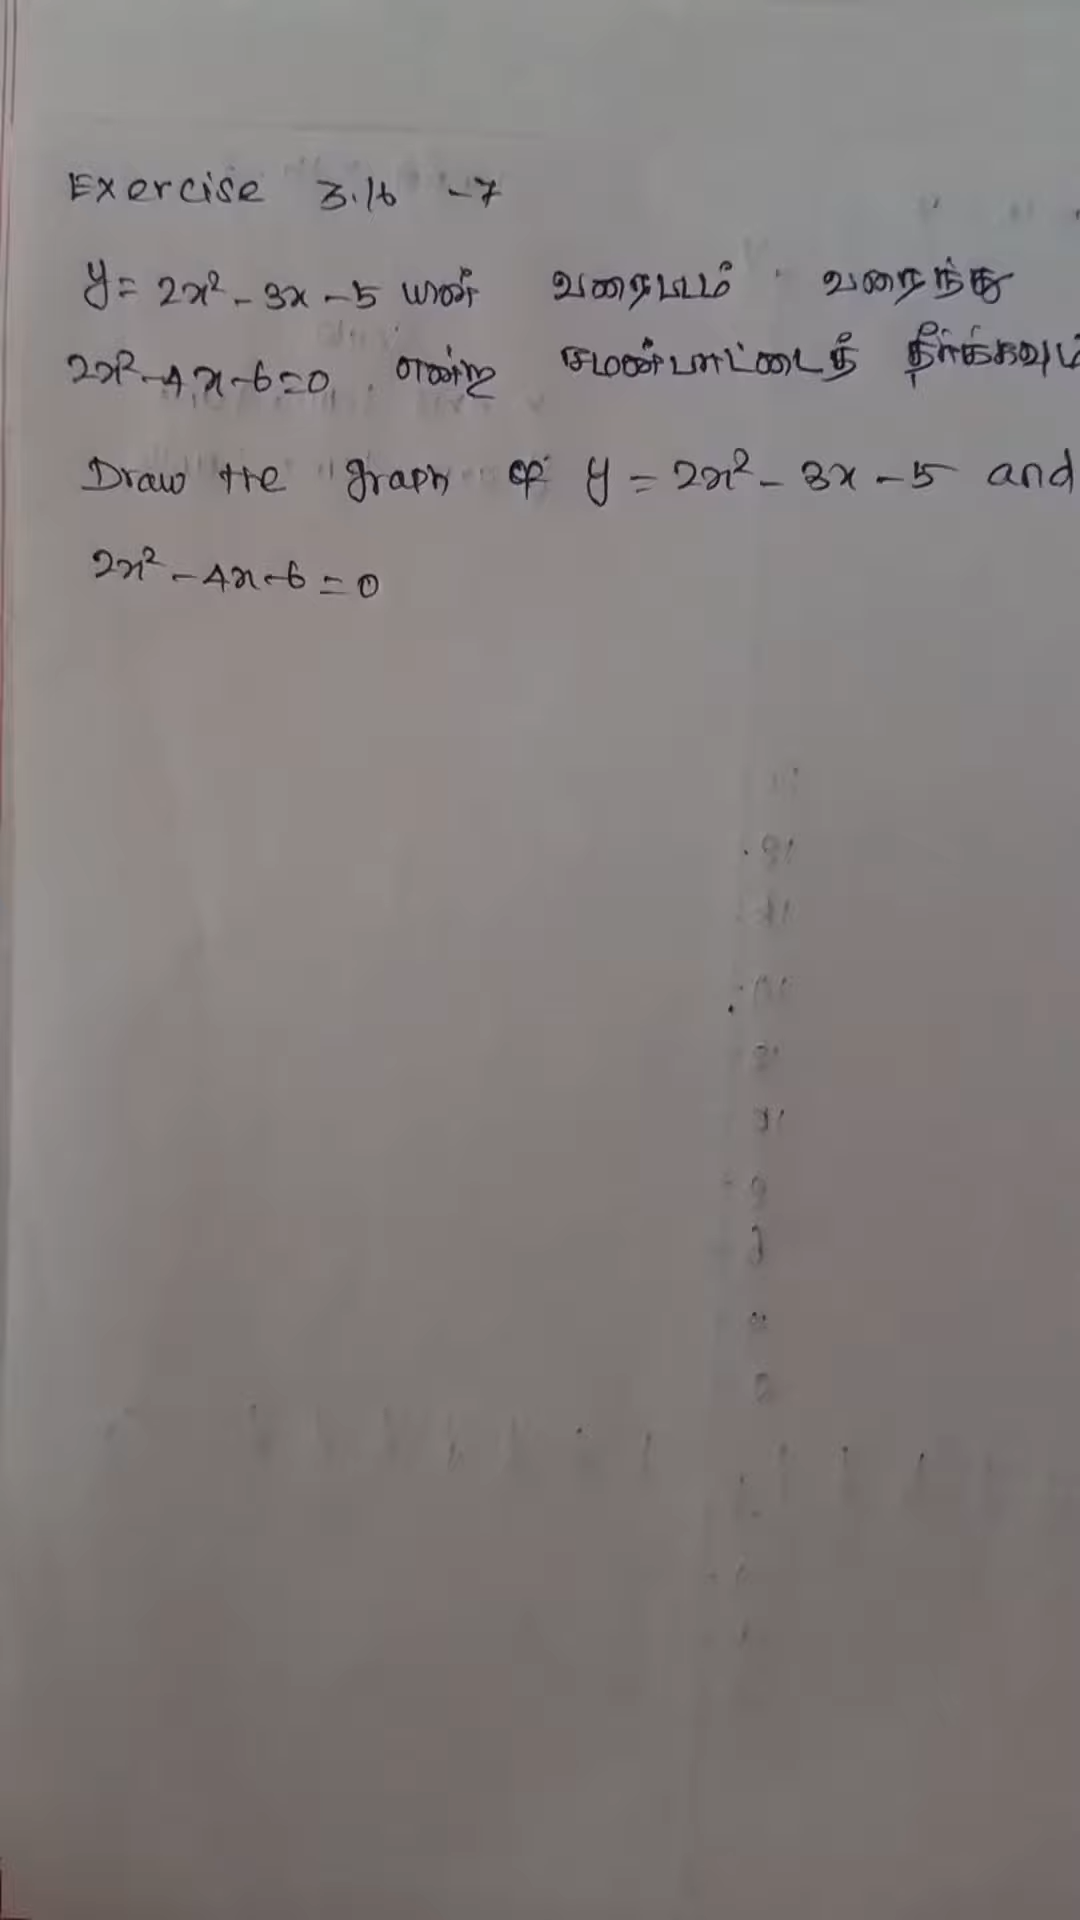 Exercise 3.16 -7
y = 2x² - 3x - 5 யின் வரைபடம் வரைந்து
2x² - 4x - 6 = 0 என்ற சமன்பாட்டைத் தீர்க்கவும்
Draw the graph of y = 2x² - 3x - 5 and
2x² - 4x - 6 = 0